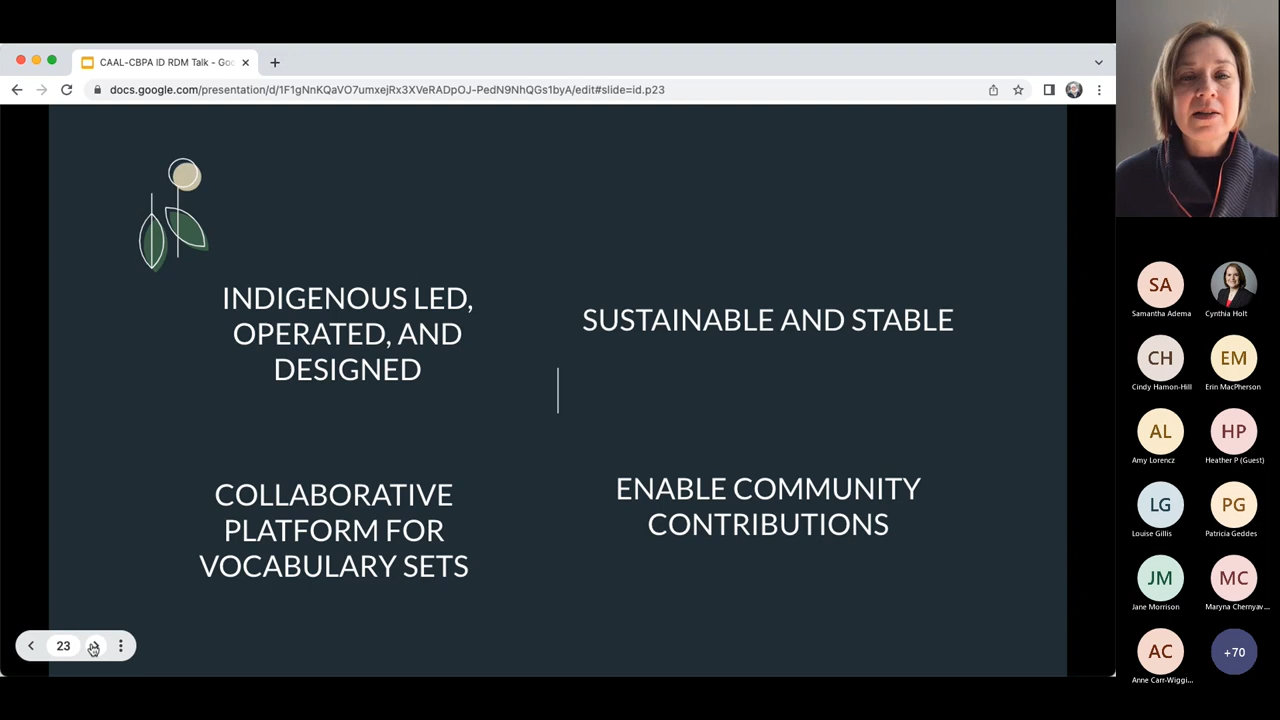 CAAL-CBPA ID RDM Talk - Goo
docs.google.com/presentation/d/1F1gNnKQaVO7umxejRx3XVeRADpOJ-PedN9NhQGs1byA/edit#slide=id.p23
INDIGENOUS LED,
OPERATED, AND
DESIGNED
SUSTAINABLE AND STABLE
COLLABORATIVE
PLATFORM FOR
VOCABULARY SETS
ENABLE COMMUNITY
CONTRIBUTIONS
23
SA
Samantha Adema
Cynthia Holt
CH
Cindy Hamon-Hill
EM
Erin MacPherson
AL
Amy Lorencz
HP
Heather P (Guest)
LG
Louise Gillis
PG
Patricia Geddes
JM
Jane Morrison
MC
Maryna Chernyav...
AC
Anne Carr-Wiggi...
+70